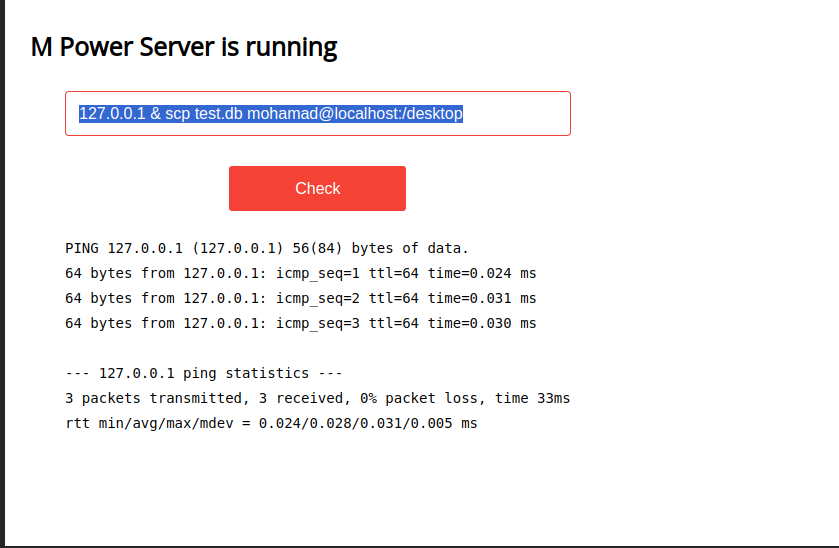 M Power Server is running
127.0.0.1 & scp test.db mohamad@localhost:/desktop
Check
PING 127.0.0.1 (127.0.0.1) 56(84) bytes of data.
64 bytes from 127.0.0.1: icmp_seq=1 ttl=64 time=0.024 ms
64 bytes from 127.0.0.1: icmp_seq=2 ttl=64 time=0.031 ms
64 bytes from 127.0.0.1: icmp_seq=3 ttl=64 time=0.030 ms
--- 127.0.0.1 ping statistics ---
3 packets transmitted, 3 received, 0% packet loss, time 33ms
rtt min/avg/max/mdev = 0.024/0.028/0.031/0.005 ms